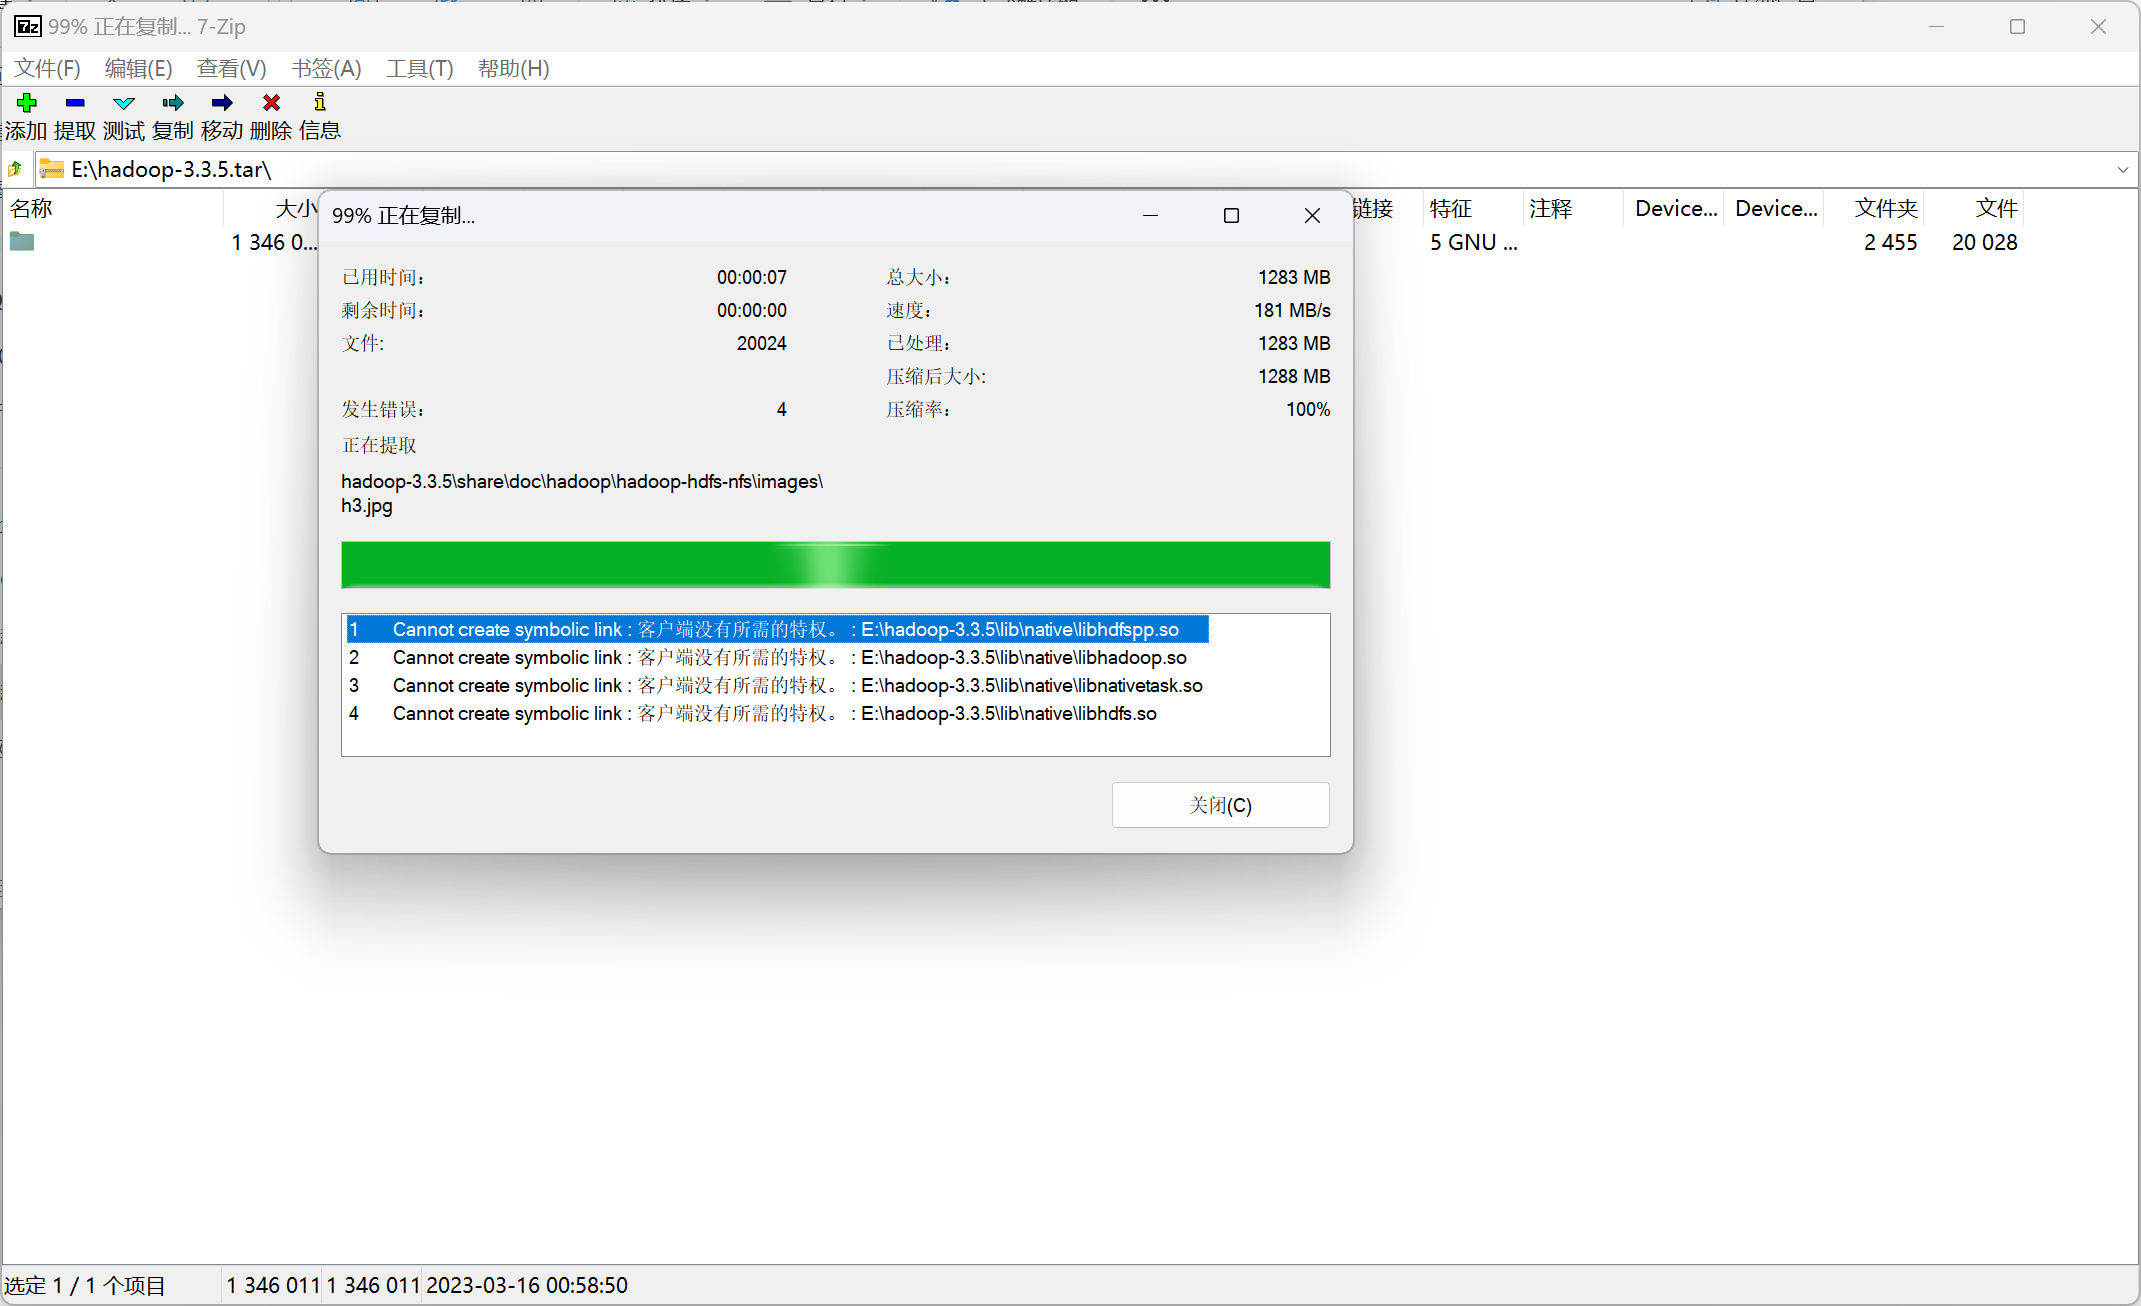 99% 正在复制... 7-Zip
文件(F) 编辑(E) 查看(V) 书签(A) 工具(T) 帮助(H)
添加 提取 测试 复制 移动 删除 信息
E:\hadoop-3.3.5.tar\
名称 大小 链接 特征 注释 Device... Device... 文件夹 文件
1 346 0... 5 GNU ... 2 455 20 028
99% 正在复制...
已用时间： 00:00:07 总大小： 1283 MB
剩余时间： 00:00:00 速度： 181 MB/s
文件: 20024 已处理： 1283 MB
压缩后大小: 1288 MB
发生错误： 4 压缩率： 100%
正在提取
hadoop-3.3.5\share\doc\hadoop\hadoop-hdfs-nfs\images\
h3.jpg
1 Cannot create symbolic link : 客户端没有所需的特权。 : E:\hadoop-3.3.5\lib\native\libhdfspp.so
2 Cannot create symbolic link : 客户端没有所需的特权。 : E:\hadoop-3.3.5\lib\native\libhadoop.so
3 Cannot create symbolic link : 客户端没有所需的特权。 : E:\hadoop-3.3.5\lib\native\libnativetask.so
4 Cannot create symbolic link : 客户端没有所需的特权。 : E:\hadoop-3.3.5\lib\native\libhdfs.so
关闭(C)
选定 1 / 1 个项目 1 346 011 1 346 011 2023-03-16 00:58:50